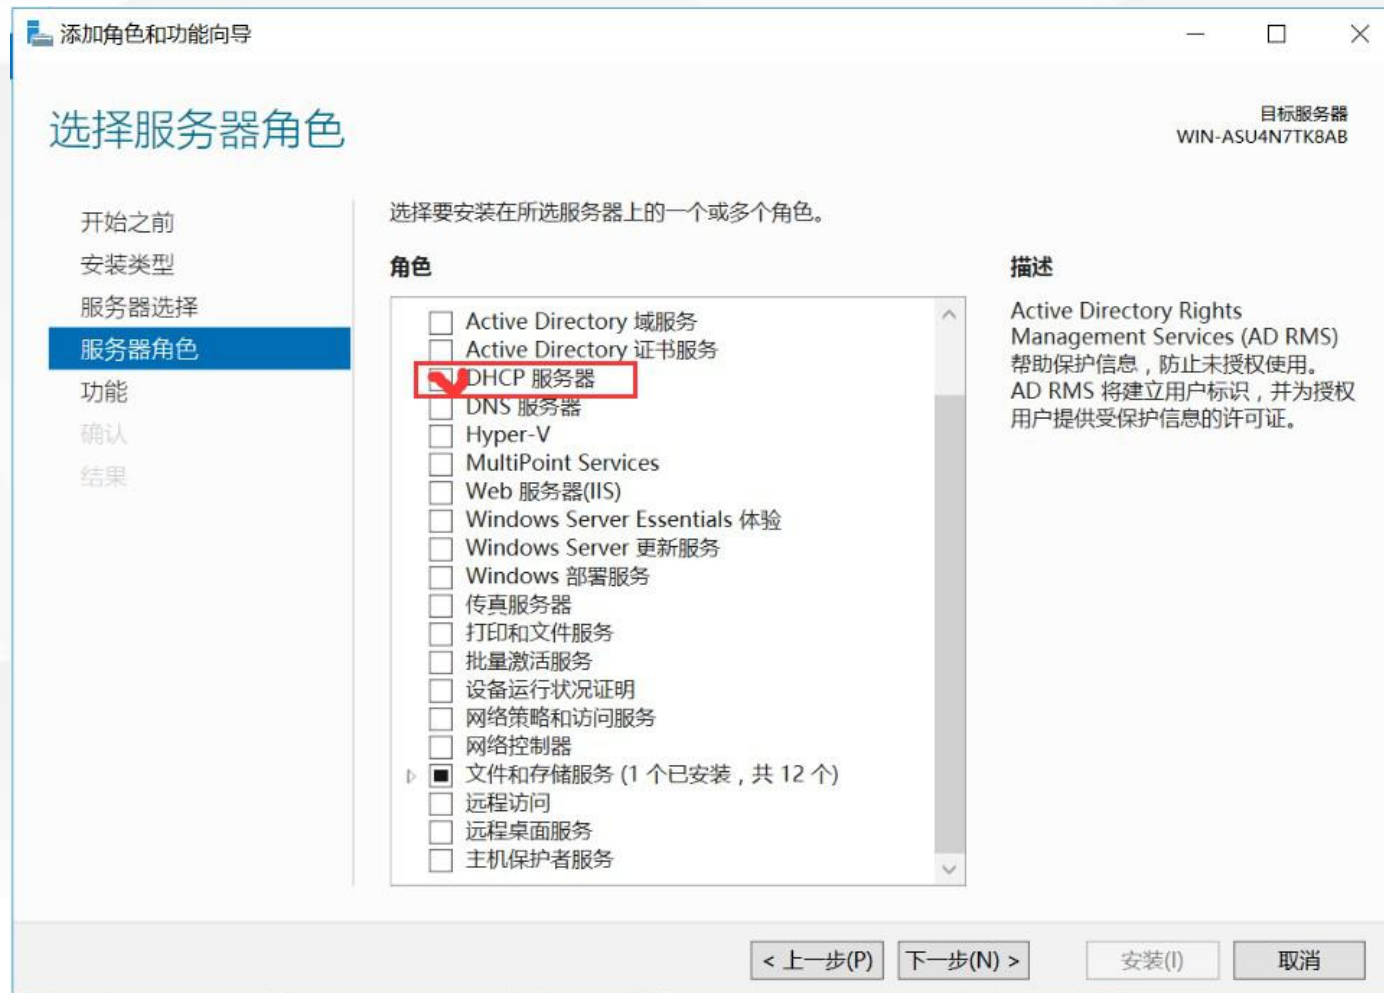 添加角色和功能向导
选择服务器角色
目标服务器
WIN-ASU4N7TK8AB
开始之前
安装类型
服务器选择
服务器角色
功能
确认
结果
选择要安装在所选服务器上的一个或多个角色。
角色
Active Directory 域服务
Active Directory 证书服务
DHCP 服务器
DNS 服务器
Hyper-V
MultiPoint Services
Web 服务器(IIS)
Windows Server Essentials 体验
Windows Server 更新服务
Windows 部署服务
传真服务器
打印和文件服务
批量激活服务
设备运行状况证明
网络策略和访问服务
网络控制器
文件和存储服务 (1 个已安装，共 12 个)
远程访问
远程桌面服务
主机保护者服务
描述
Active Directory Rights
Management Services (AD RMS)
帮助保护信息，防止未授权使用。
AD RMS 将建立用户标识，并为授权
用户提供受保护信息的许可证。
< 上一步(P)
下一步(N) >
安装(I)
取消